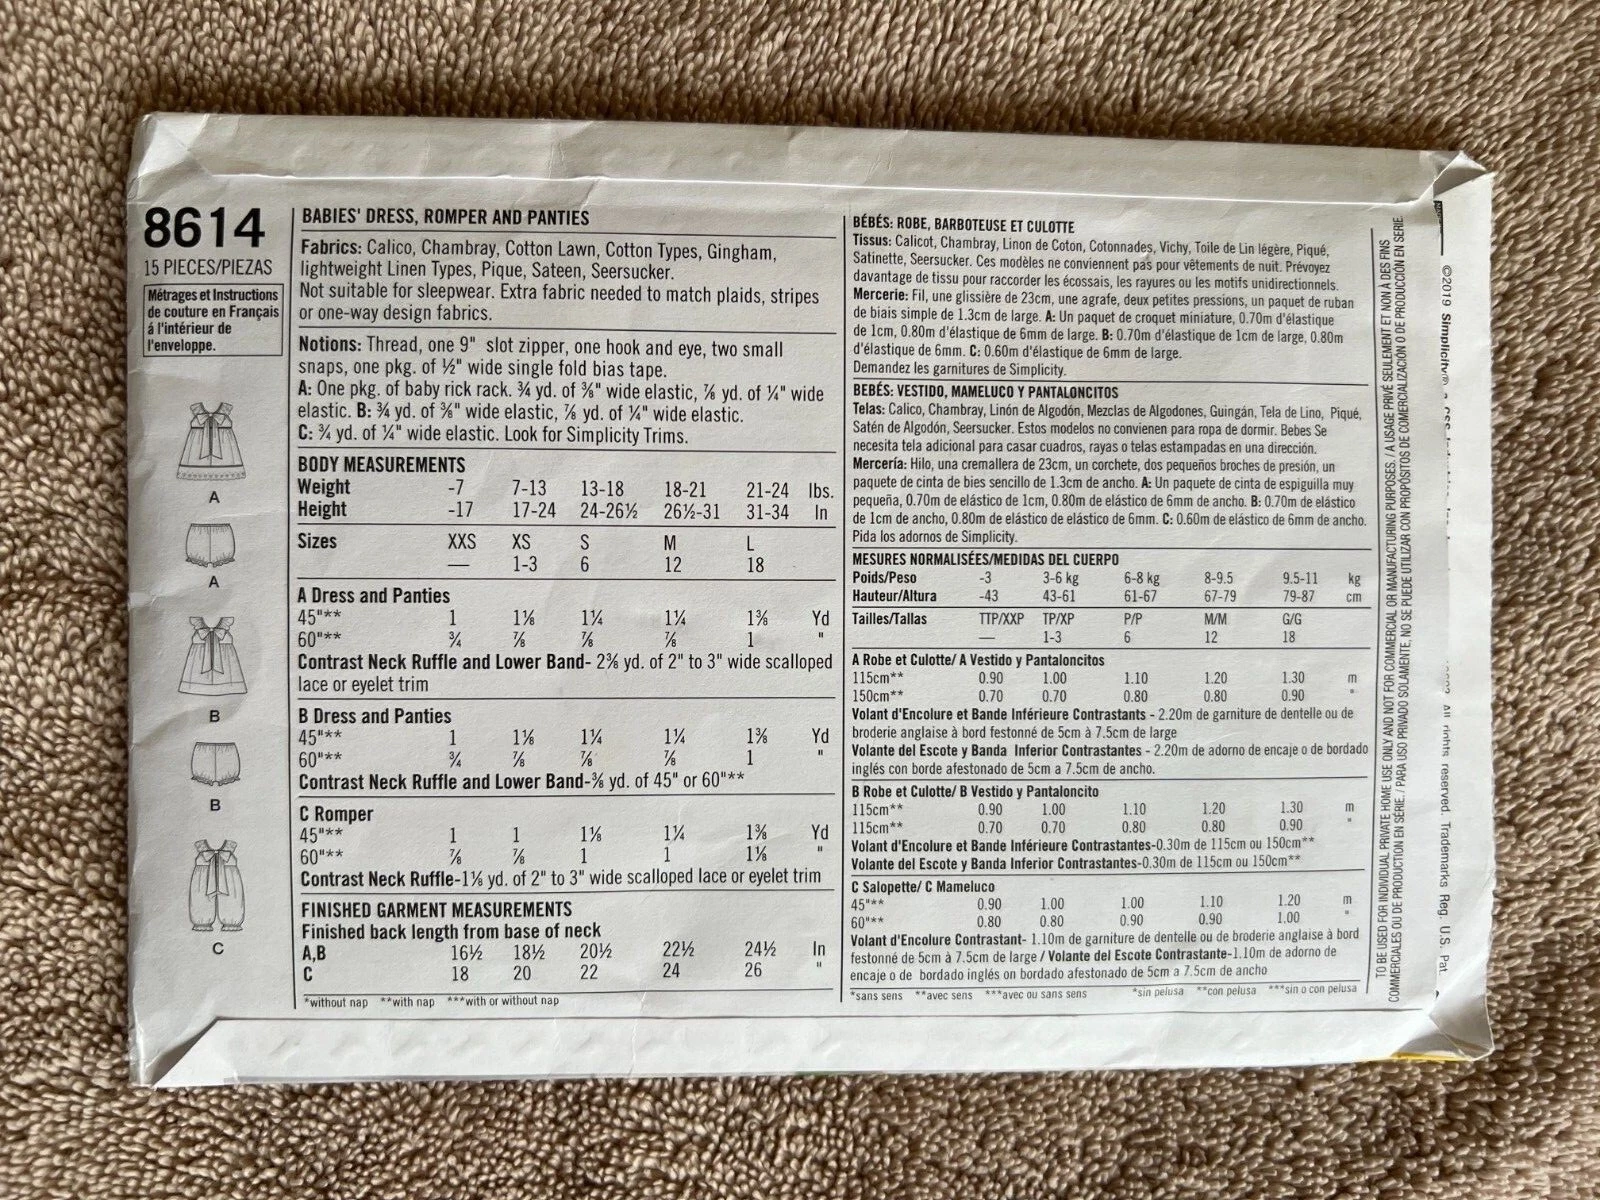 8614
15 PIECES/PIEZAS
Métrages et Instructions
de couture en Français
á l'intérieur de
l'enveloppe.
A
A
B
B
C
BABIES' DRESS, ROMPER AND PANTIES
Fabrics: Calico, Chambray, Cotton Lawn, Cotton Types, Gingham,
lightweight Linen Types, Pique, Sateen, Seersucker.
Not suitable for sleepwear. Extra fabric needed to match plaids, stripes
or one-way design fabrics.
Notions: Thread, one 9" slot zipper, one hook and eye, two small
snaps, one pkg. of ½" wide single fold bias tape.
A: One pkg. of baby rick rack. ¾ yd. of ⅜" wide elastic, ⅞ yd. of ¼" wide
elastic. B: ¾ yd. of ⅜" wide elastic, ⅞ yd. of ¼" wide elastic.
C: ¾ yd. of ¼" wide elastic. Look for Simplicity Trims.
BODY MEASUREMENTS
Weight -7 7-13 13-18 18-21 21-24 lbs.
Height -17 17-24 24-26½ 26½-31 31-34 In
Sizes XXS XS S M L
— 1-3 6 12 18
A Dress and Panties
45"** 1 1⅛ 1¼ 1¼ 1⅜ Yd
60"** ¾ ⅞ ⅞ ⅞ 1 "
Contrast Neck Ruffle and Lower Band- 2⅜ yd. of 2" to 3" wide scalloped
lace or eyelet trim
B Dress and Panties
45"** 1 1⅛ 1¼ 1¼ 1⅜ Yd
60"** ¾ ⅞ ⅞ ⅞ 1 "
Contrast Neck Ruffle and Lower Band-⅜ yd. of 45" or 60"**
C Romper
45"** 1 1 1⅛ 1¼ 1⅜ Yd
60"** ⅞ ⅞ 1 1 1⅛ "
Contrast Neck Ruffle-1⅛ yd. of 2" to 3" wide scalloped lace or eyelet trim
FINISHED GARMENT MEASUREMENTS
Finished back length from base of neck
A,B 16½ 18½ 20½ 22½ 24½ In
C 18 20 22 24 26 "
*without nap **with nap ***with or without nap
BÉBÉS: ROBE, BARBOTEUSE ET CULOTTE
Tissus: Calicot, Chambray, Linon de Coton, Cotonnades, Vichy, Toile de Lin légère, Piqué,
Satinette, Seersucker. Ces modèles ne conviennent pas pour vêtements de nuit. Prévoyez
davantage de tissu pour raccorder les écossais, les rayures ou les motifs unidirectionnels.
Mercerie: Fil, une glissière de 23cm, une agrafe, deux petites pressions, un paquet de ruban
de biais simple de 1.3cm de large. A: Un paquet de croquet miniature, 0.70m d'élastique
de 1cm, 0.80m d'élastique de 6mm de large. B: 0.70m d'élastique de 1cm de large, 0.80m
d'élastique de 6mm. C: 0.60m d'élastique de 6mm de large.
Demandez les garnitures de Simplicity.
BEBÉS: VESTIDO, MAMELUCO Y PANTALONCITOS
Telas: Calico, Chambray, Linón de Algodón, Mezclas de Algodones, Guingán, Tela de Lino, Piqué,
Satén de Algodón, Seersucker. Estos modelos no convienen para ropa de dormir. Bebes Se
necesita tela adicional para casar cuadros, rayas o telas estampadas en una dirección.
Mercería: Hilo, una cremallera de 23cm, un corchete, dos pequeños broches de presión, un
paquete de cinta de bies sencillo de 1.3cm de ancho. A: Un paquete de cinta de espiguilla muy
pequeña, 0.70m de elástico de 1cm, 0.80m de elástico de 6mm de ancho. B: 0.70m de elástico
de 1cm de ancho, 0.80m de elástico de elástico de 6mm. C: 0.60m de elástico de 6mm de ancho.
Pida los adornos de Simplicity.
MESURES NORMALISÉES/MEDIDAS DEL CUERPO
Poids/Peso -3 3-6 kg 6-8 kg 8-9.5 9.5-11 kg
Hauteur/Altura -43 43-61 61-67 67-79 79-87 cm
Tailles/Tallas TTP/XXP TP/XP P/P M/M G/G
— 1-3 6 12 18
A Robe et Culotte/ A Vestido y Pantaloncitos
115cm** 0.90 1.00 1.10 1.20 1.30 m
150cm** 0.70 0.70 0.80 0.80 0.90 "
Volant d'Encolure et Bande Inférieure Contrastants - 2.20m de garniture de dentelle ou de
broderie anglaise à bord festonné de 5cm à 7.5cm de large
Volante del Escote y Banda Inferior Contrastantes - 2.20m de adorno de encaje o de bordado
inglés con borde afestonado de 5cm a 7.5cm de ancho.
B Robe et Culotte/ B Vestido y Pantaloncito
115cm** 0.90 1.00 1.10 1.20 1.30 m
115cm** 0.70 0.70 0.80 0.80 0.90 "
Volant d'Encolure et Bande Inférieure Contrastantes-0.30m de 115cm ou 150cm**
Volante del Escote y Banda Inferior Contrastantes-0.30m de 115cm ou 150cm**
C Salopette/ C Mameluco
45"** 0.90 1.00 1.00 1.10 1.20 m
60"** 0.80 0.80 0.90 0.90 1.00 "
Volant d'Encolure Contrastant- 1.10m de garniture de dentelle ou de broderie anglaise à bord
festonné de 5cm à 7.5cm de large / Volante del Escote Contrastante-1.10m de adorno de
encaje o de bordado inglés on bordado afestonado de 5cm a 7.5cm de ancho
*sans sens **avec sens ***avec ou sans sens *sin pelusa **con pelusa ***sin o con pelusa
TO BE USED FOR INDIVIDUAL PRIVATE HOME USE ONLY AND NOT FOR COMMERCIAL OR MANUFACTURING PURPOSES. / A USAGE PRIVÉ SEULEMENT ET NON À DES FINS
COMMERCIALES OU DE PRODUCTION EN SÉRIE. / PARA USO PRIVADO SOLAMENTE, NO SE PUEDE UTILIZAR CON PROPÓSITOS DE COMERCIALIZACIÓN O DE PRODUCCIÓN EN SERIE.
©2019 Simplicity® a
All rights reserved. Trademarks Reg. U.S. Pat.